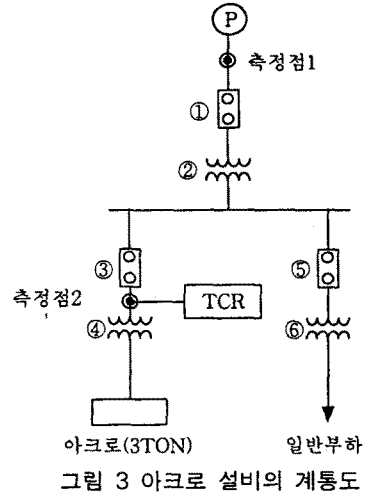 P
측정점1
①
②
③
⑤
측정점2
TCR
④
⑥
아크로(3TON)
일반부하
그림 3 아크로 설비의 계통도